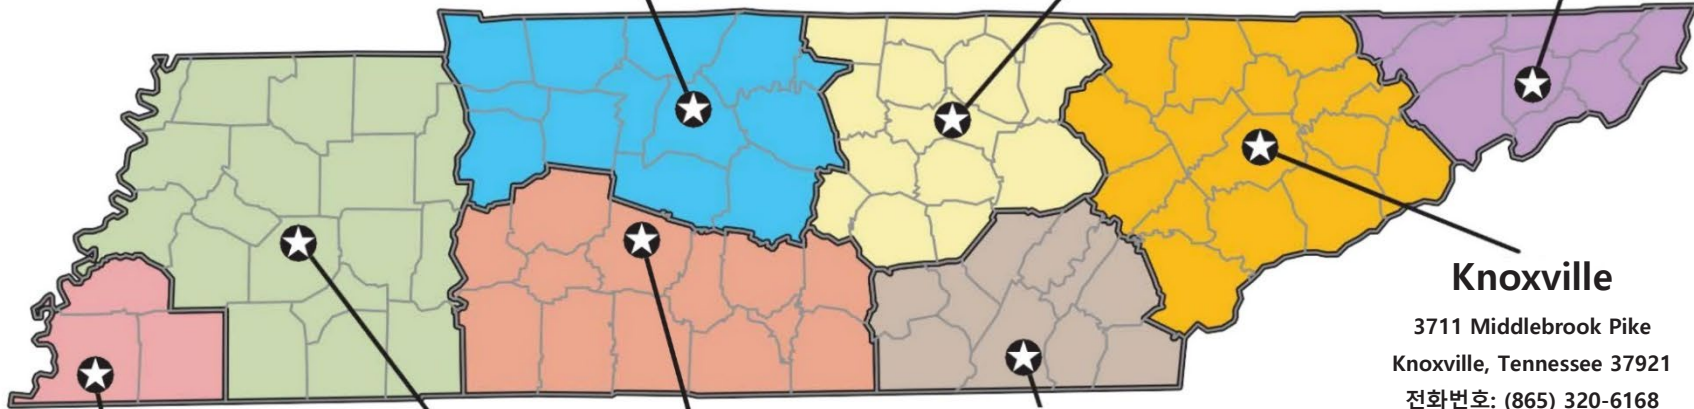 Knoxville
3711 Middlebrook Pike
Knoxville, Tennessee 37921
전화번호: (865) 320-6168